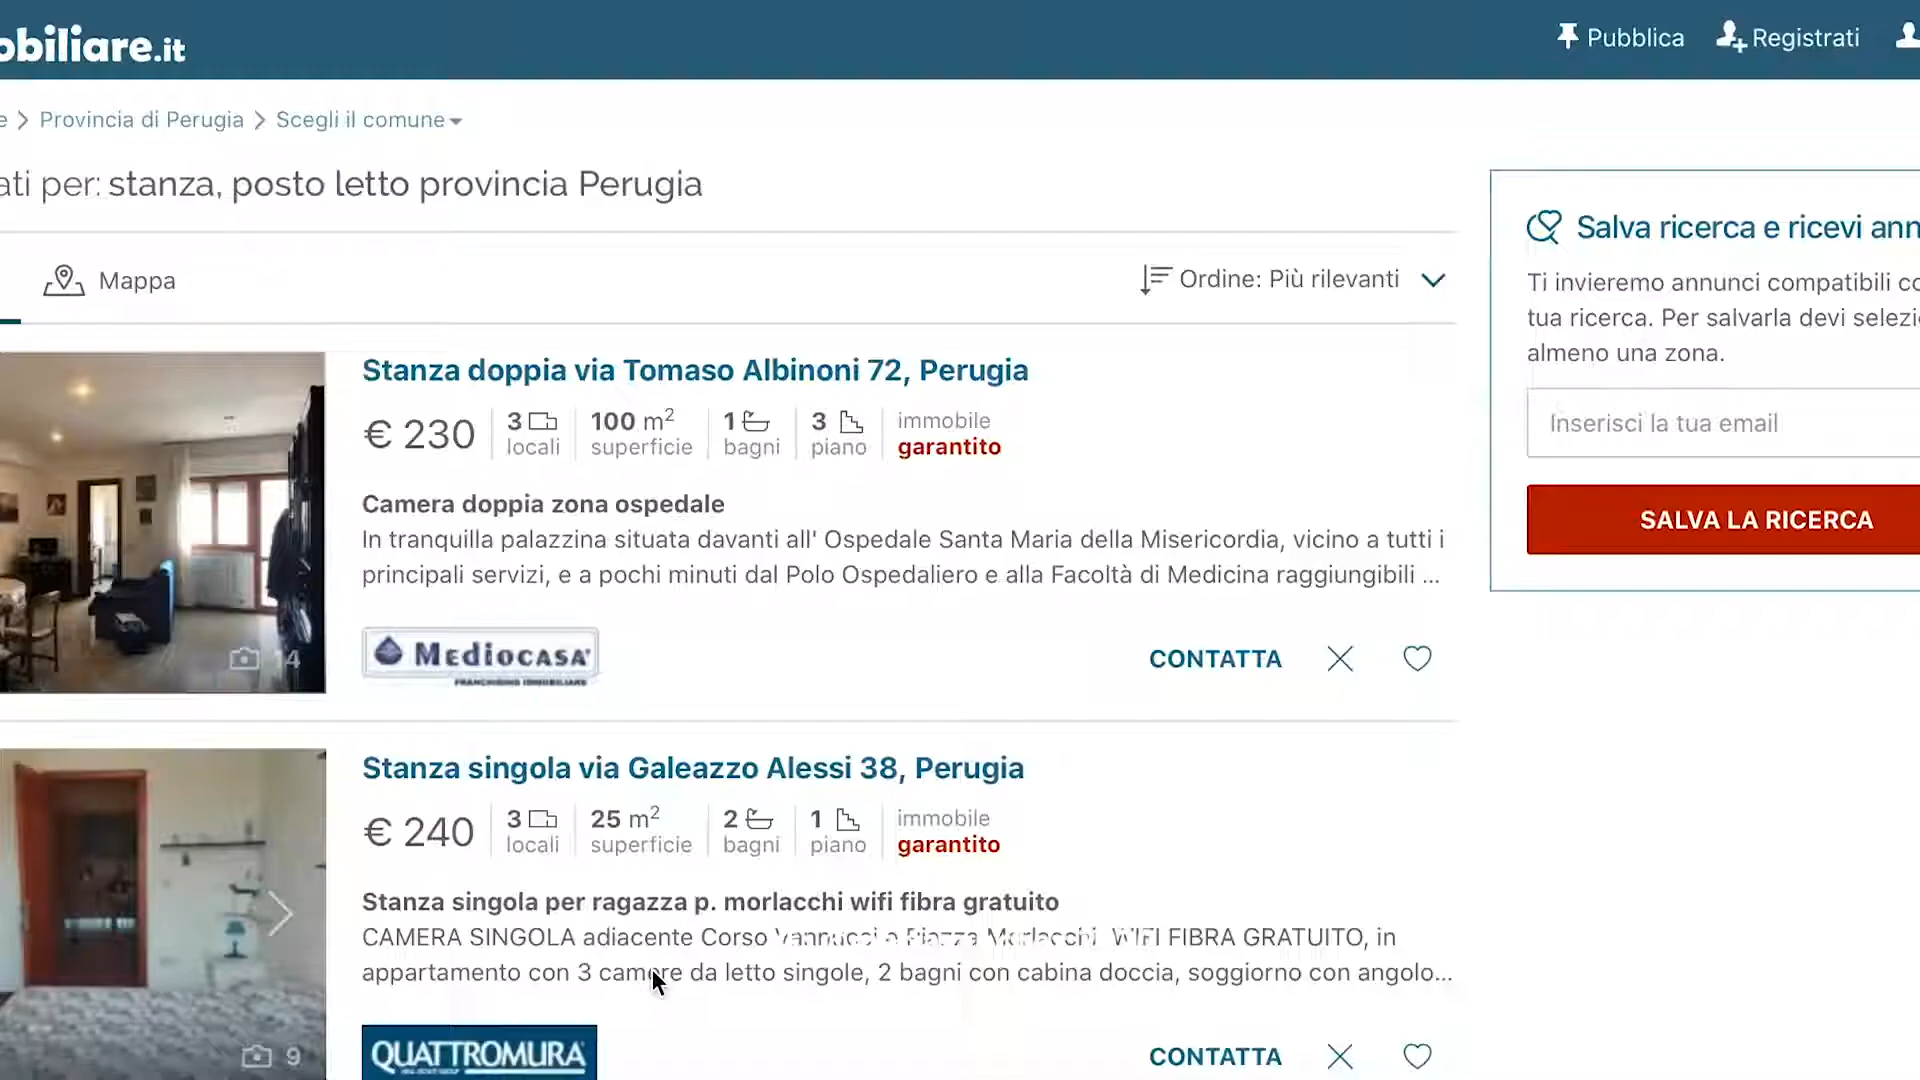 obiliare.it
Pubblica
Registrati
e > Provincia di Perugia > Scegli il comune
ati per: stanza, posto letto provincia Perugia
Mappa
Ordine: Più rilevanti
Salva ricerca e ricevi ann
Ti invieremo annunci compatibili co
tua ricerca. Per salvarla devi selezi
almeno una zona.
Inserisci la tua email
SALVA LA RICERCA
Stanza doppia via Tomaso Albinoni 72, Perugia
€ 230
3 locali
100 m² superficie
1 bagni
3 piano
immobile garantito
Camera doppia zona ospedale
In tranquilla palazzina situata davanti all' Ospedale Santa Maria della Misericordia, vicino a tutti i
principali servizi, e a pochi minuti dal Polo Ospedaliero e alla Facoltà di Medicina raggiungibili ...
14
MEDIOCASA
FRANCHISING IMMOBILIARE
CONTATTA
Stanza singola via Galeazzo Alessi 38, Perugia
€ 240
3 locali
25 m² superficie
2 bagni
1 piano
immobile garantito
Stanza singola per ragazza p. morlacchi wifi fibra gratuito
CAMERA SINGOLA adiacente Corso Vannucci e Piazza Morlacchi, WIFI FIBRA GRATUITO, in
appartamento con 3 camere da letto singole, 2 bagni con cabina doccia, soggiorno con angolo...
9
QUATTROMURA
CONTATTA